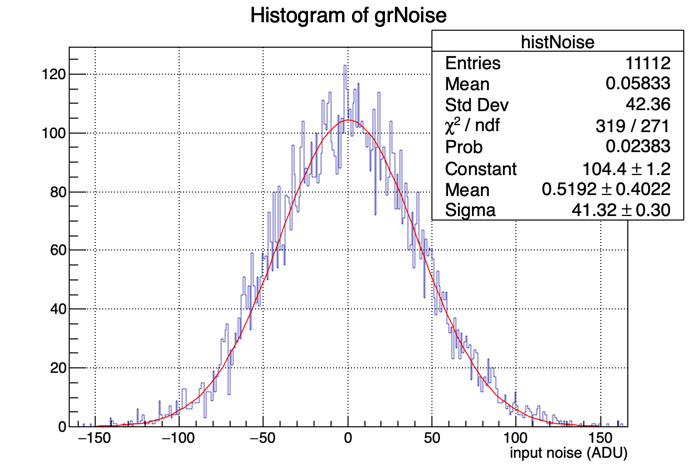 Histogram of grNoise
histNoise
Entries 11112
Mean 0.05833
Std Dev 42.36
χ² / ndf 319 / 271
Prob 0.02383
Constant 104.4 ± 1.2
Mean 0.5192 ± 0.4022
Sigma 41.32 ± 0.30
120
100
80
60
40
20
0
−150 −100 −50 0 50 100 150
input noise (ADU)